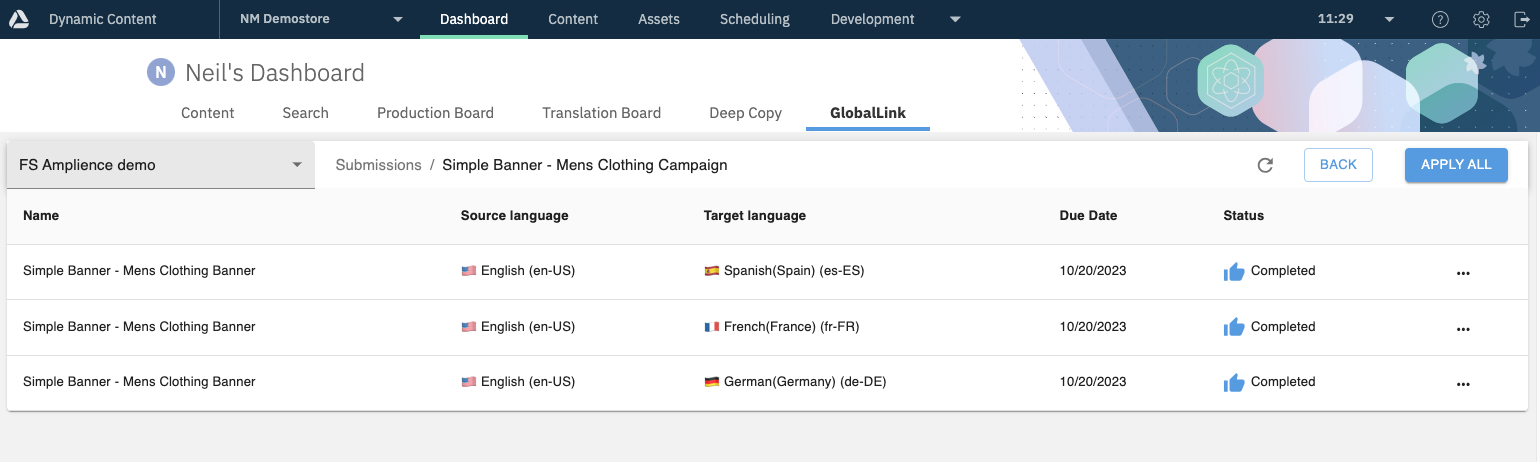 Dynamic Content NM Demostore Dashboard Content Assets Scheduling Development 11:29
N Neil's Dashboard
Content Search Production Board Translation Board Deep Copy GlobalLink
FS Amplience demo Submissions / Simple Banner - Mens Clothing Campaign BACK APPLY ALL
Name Source language Target language Due Date Status
Simple Banner - Mens Clothing Banner English (en-US) Spanish(Spain) (es-ES) 10/20/2023 Completed
Simple Banner - Mens Clothing Banner English (en-US) French(France) (fr-FR) 10/20/2023 Completed
Simple Banner - Mens Clothing Banner English (en-US) German(Germany) (de-DE) 10/20/2023 Completed